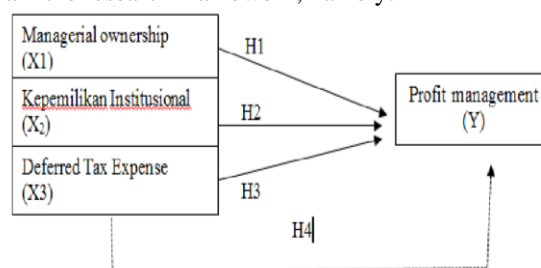 Managerial ownership
(X1)
H1
Kepemilikan Institusional
(X2)
H2
Profit management
(Y)
Deferred Tax Expense
(X3)
H3
H4